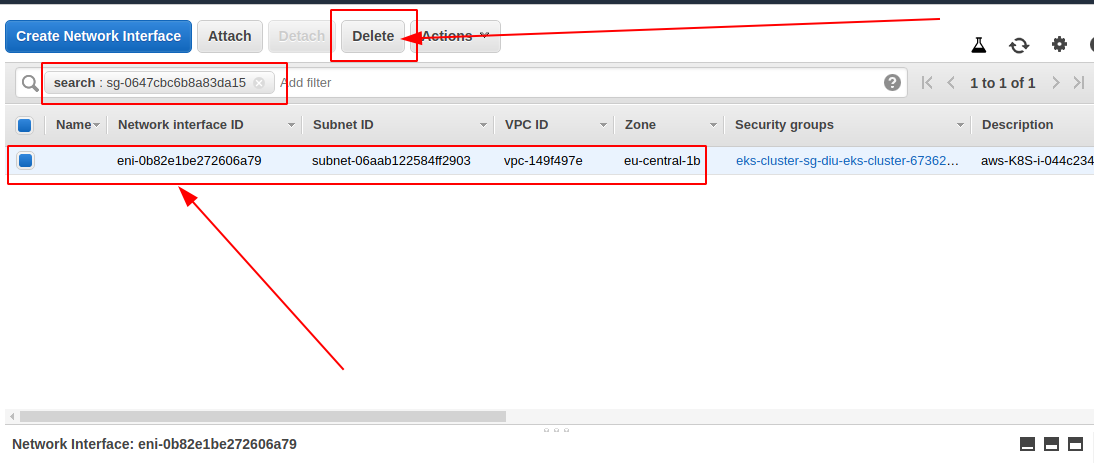 Create Network Interface Attach Detach Delete Actions
search : sg-0647cbc6b8a83da15 Add filter 1 to 1 of 1
Name Network interface ID Subnet ID VPC ID Zone Security groups Description
eni-0b82e1be272606a79 subnet-06aab122584ff2903 vpc-149f497e eu-central-1b eks-cluster-sg-diu-eks-cluster-67362... aws-K8S-i-044c234
Network Interface: eni-0b82e1be272606a79